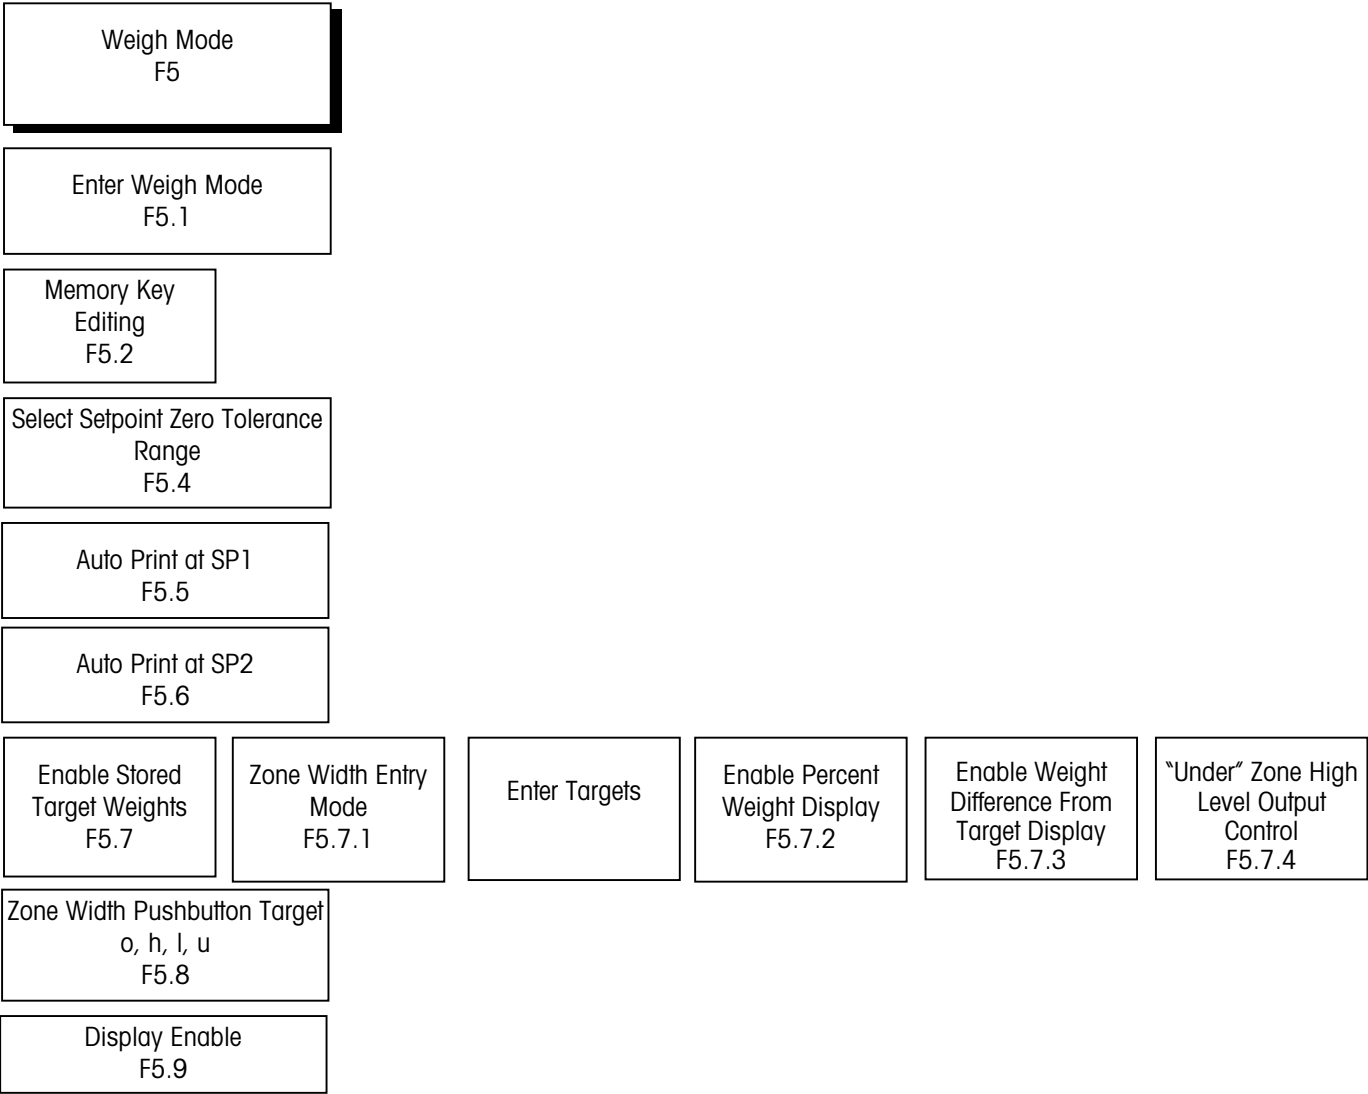 Weigh Mode
F5
Enter Weigh Mode
F5.1
Memory Key
Editing
F5.2
Select Setpoint Zero Tolerance
Range
F5.4
Auto Print at SP1
F5.5
Auto Print at SP2
F5.6
Enable Stored
Target Weights
F5.7
Zone Width Entry
Mode
F5.7.1
Enter Targets
Enable Percent
Weight Display
F5.7.2
Enable Weight
Difference From
Target Display
F5.7.3
“Under” Zone High
Level Output
Control
F5.7.4
Zone Width Pushbutton Target
o, h, l, u
F5.8
Display Enable
F5.9